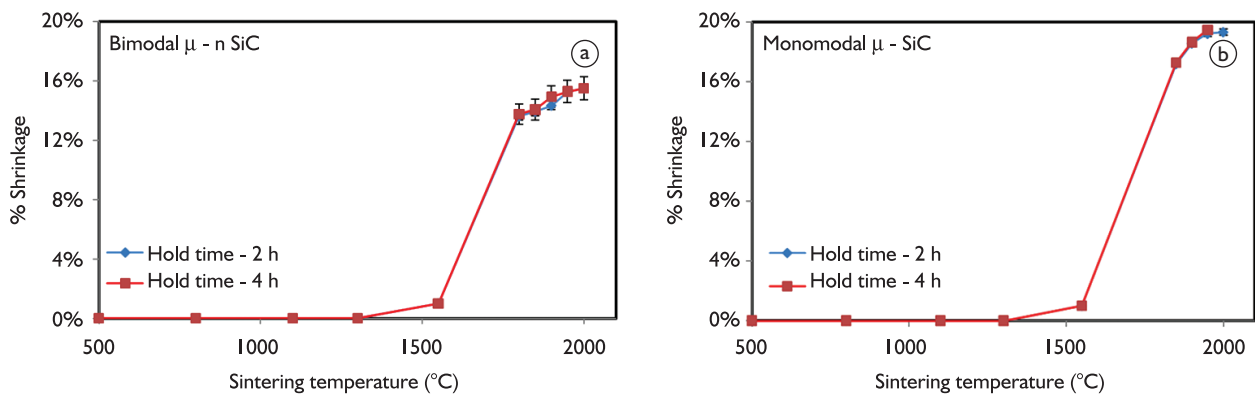 20%
16%
12%
8%
4%
0%
% Shrinkage
Bimodal μ - n SiC
a
Hold time - 2 h
Hold time - 4 h
500
1000
1500
2000
Sintering temperature (°C)
20%
16%
12%
8%
4%
0%
% Shrinkage
Monomodal μ - SiC
b
Hold time - 2 h
Hold time - 4 h
500
1000
1500
2000
Sintering temperature (°C)